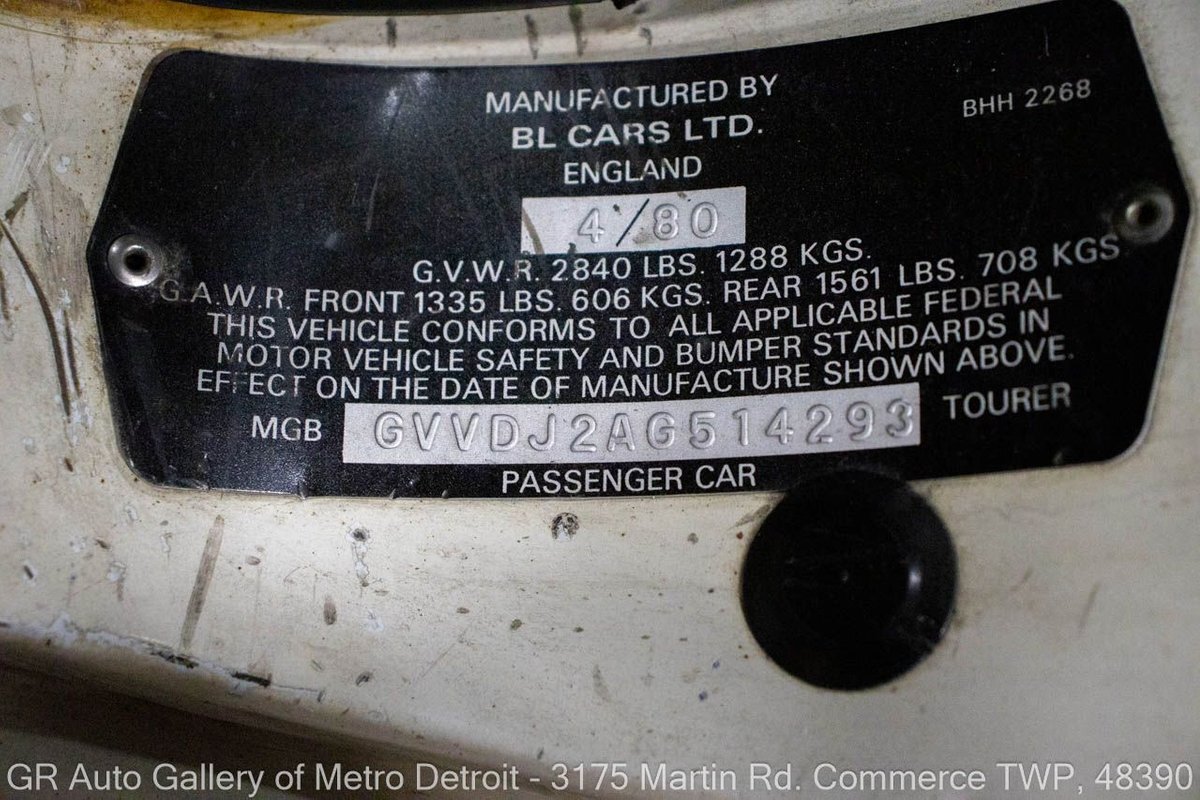 MANUFACTURED BY
BHH 2268
BL CARS LTD.
ENGLAND
4/80
G.V.W.R. 2840 LBS. 1288 KGS.
G.A.W.R. FRONT 1335 LBS. 606 KGS. REAR 1561 LBS. 708 KGS
THIS VEHICLE CONFORMS TO ALL APPLICABLE FEDERAL
MOTOR VEHICLE SAFETY AND BUMPER STANDARDS IN
EFFECT ON THE DATE OF MANUFACTURE SHOWN ABOVE.
MGB GVVDJ2AG514293 TOURER
PASSENGER CAR
GR Auto Gallery of Metro Detroit - 3175 Martin Rd. Commerce TWP, 48390